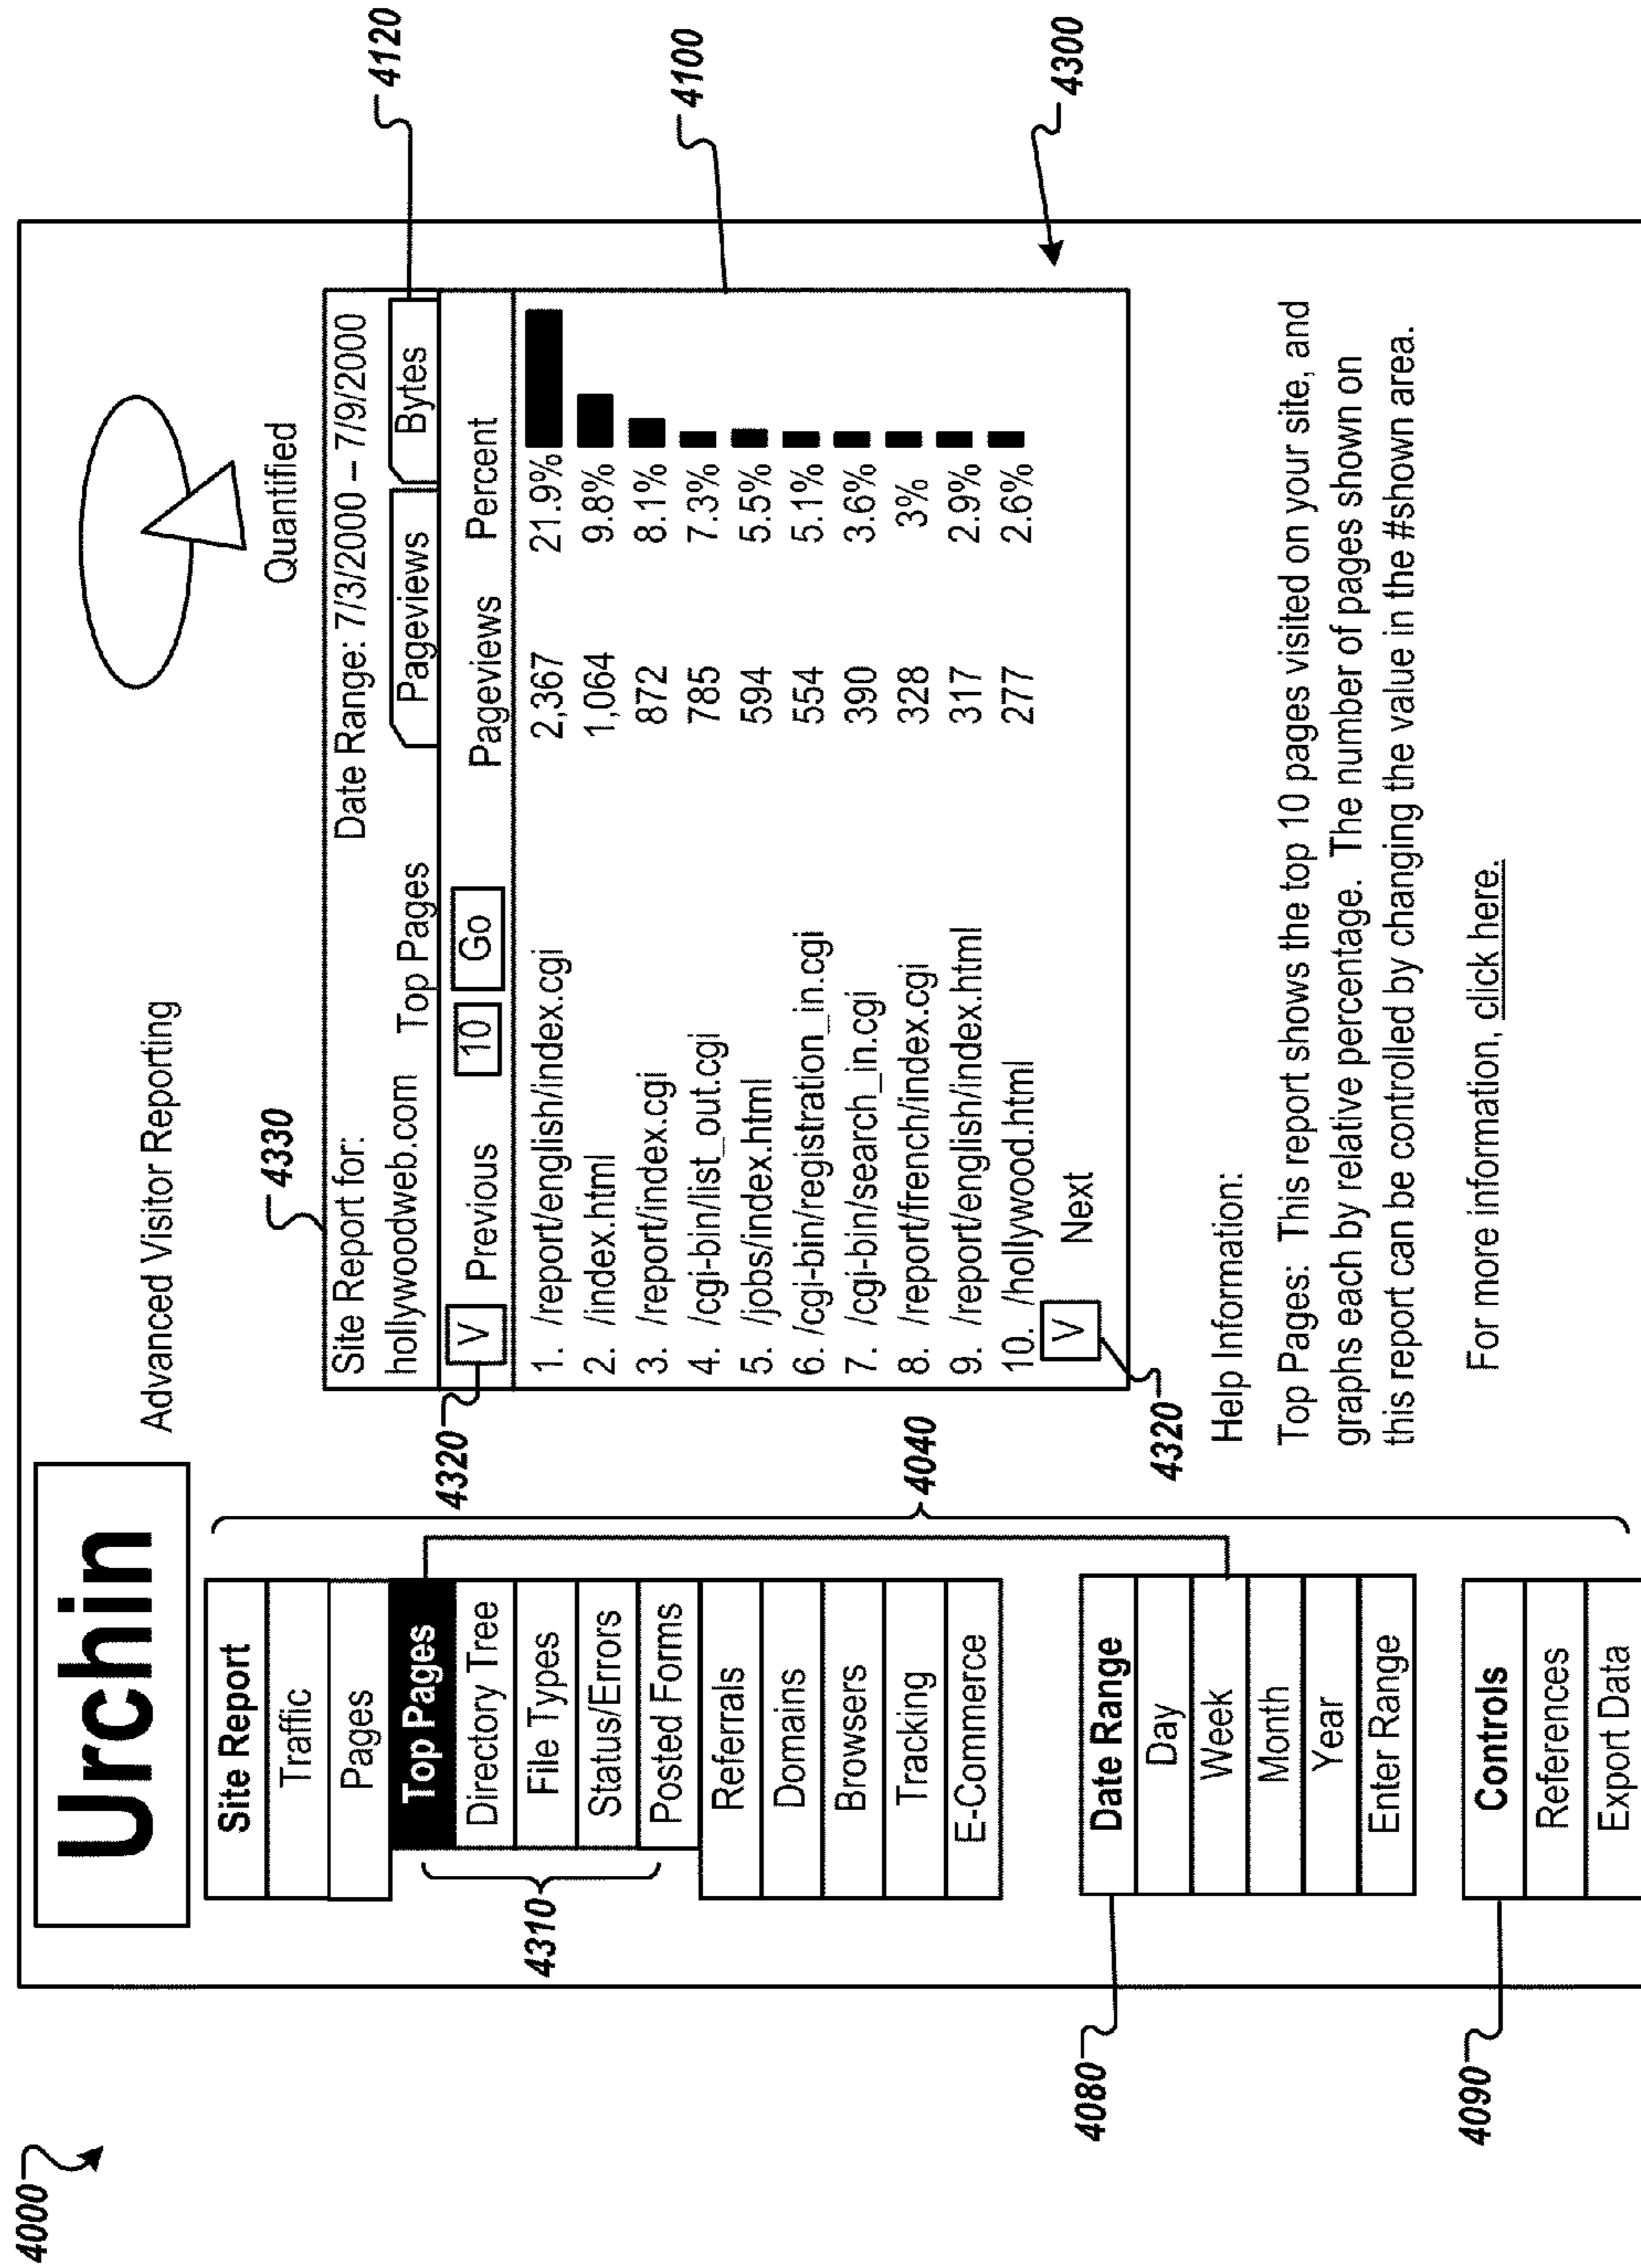 4000
Urchin
Advanced Visitor Reporting
Quantified
Site Report
Traffic
Pages
Top Pages
Directory Tree
File Types
Status/Errors
Posted Forms
Referrals
Domains
Browsers
Tracking
E-Commerce
4310
4040
4080
Date Range
Day
Week
Month
Year
Enter Range
4090
Controls
References
Export Data
4330
Site Report for: Date Range: 7/3/2000 – 7/9/2000
hollywoodweb.com Top Pages Pageviews Bytes
4120
4320
V Previous 10 Go Pageviews Percent
1. /report/english/index.cgi 2,367 21.9%
2. /index.html 1,064 9.8%
3. /report/index.cgi 872 8.1%
4. /cgi-bin/list_out.cgi 785 7.3%
5. /jobs/index.html 594 5.5%
6. /cgi-bin/registration_in.cgi 554 5.1%
7. /cgi-bin/search_in.cgi 390 3.6%
8. /report/french/index.cgi 328 3%
9. /report/english/index.html 317 2.9%
10. /hollywood.html 277 2.6%
V Next
4100
4300
4320
Help Information:
Top Pages: This report shows the top 10 pages visited on your site, and
graphs each by relative percentage. The number of pages shown on
this report can be controlled by changing the value in the #shown area.
For more information, click here.